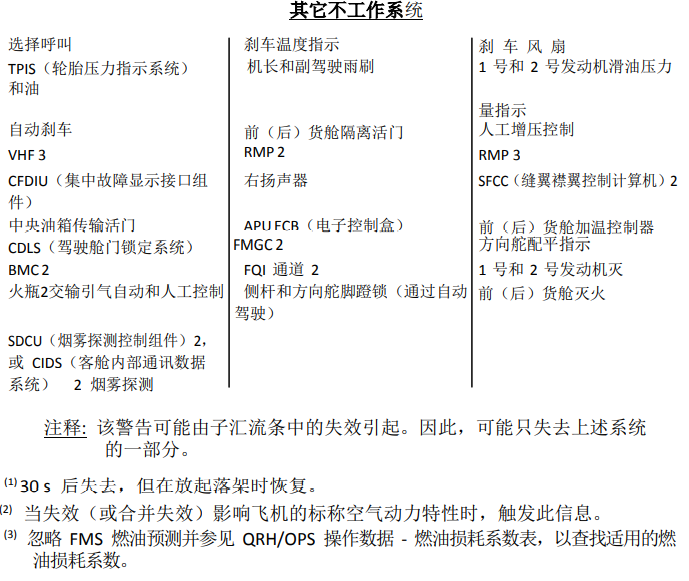 其它不工作系统
选择呼叫
TPIS（轮胎压力指示系统）
和油
自动刹车
VHF 3
CFDIU（集中故障显示接口组
件）
中央油箱传输活门
CDLS（驾驶舱门锁定系统）
BMC 2
火瓶2交输引气自动和人工控制
SDCU（烟雾探测控制组件）2，
或 CIDS（客舱内部通讯数据
系统） 2 烟雾探测
刹车温度指示
机长和副驾驶雨刷
前（后）货舱隔离活门
RMP 2
右扬声器
APU ECB（电子控制盒）
FMGC 2
FQI 通道 2
侧杆和方向舵脚蹬锁（通过自动
驾驶）
刹 车 风 扇
1 号和 2 号发动机滑油压力
量指示
人工增压控制
RMP 3
SFCC（缝翼襟翼控制计算机）2
前（后）货舱加温控制器
方向舵配平指示
1 号和 2 号发动机灭
前（后）货舱灭火
注释: 该警告可能由子汇流条中的失效引起。因此，可能只失去上述系统
的一部分。
(1) 30 s 后失去，但在放起落架时恢复。
(2) 当失效（或合并失效）影响飞机的标称空气动力特性时，触发此信息。
(3) 忽略 FMS 燃油预测并参见 QRH/OPS 操作数据 - 燃油损耗系数表，以查找适用的燃
油损耗系数。